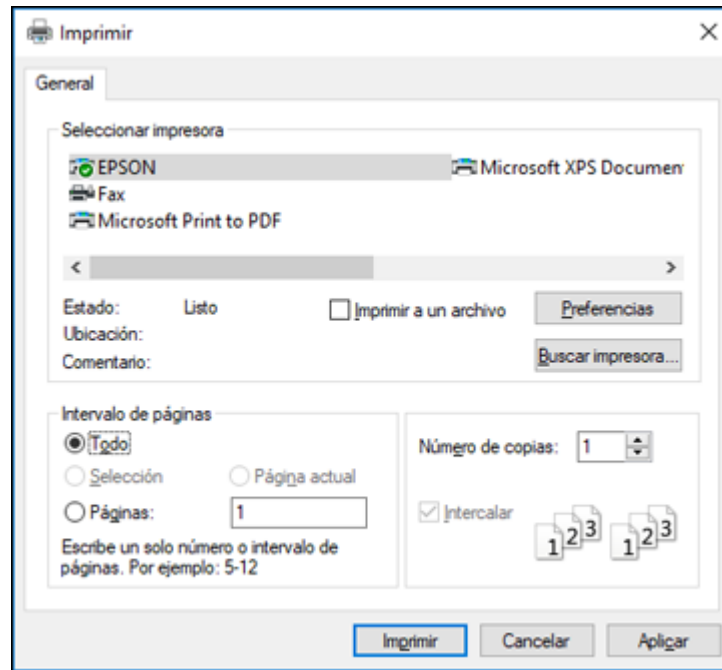 Imprimir
General
Seleccionar impresora
EPSON
Microsoft XPS Documen
Fax
Microsoft Print to PDF
Estado: Listo
Imprimir a un archivo
Preferencias
Ubicación:
Comentario:
Buscar impresora...
Intervalo de páginas
Todo
Selección
Página actual
Páginas: 1
Escribe un solo número o intervalo de
páginas. Por ejemplo: 5-12
Número de copias: 1
Intercalar
1 2 3 1 2 3
Imprimir
Cancelar
Aplicar